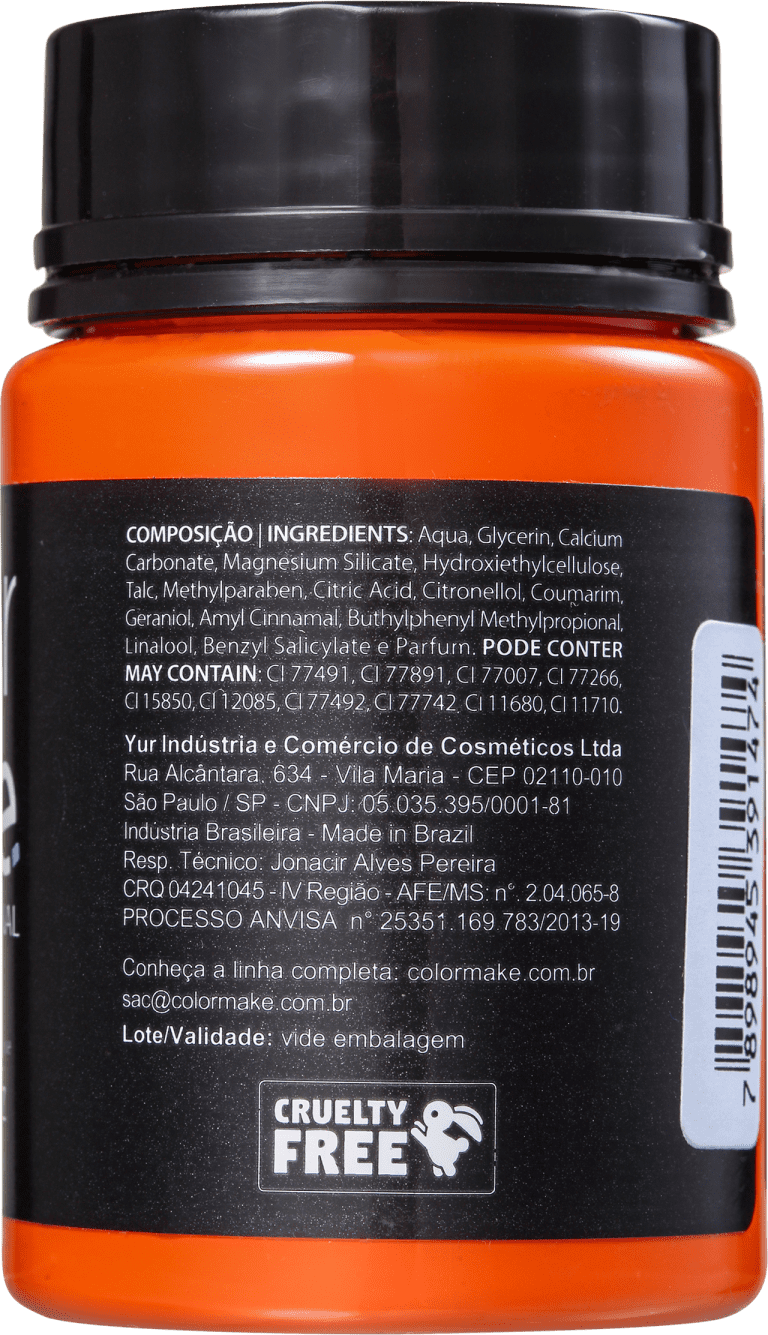 COMPOSIÇÃO | INGREDIENTS: Aqua, Glycerin, Calcium
Carbonate, Magnesium Silicate, Hydroxiethylcellulose,
Talc, Methylparaben, Citric Acid, Citronellol, Coumarim,
Geraniol, Amyl Cinnamal, Buthylphenyl Methylpropional,
Linalool, Benzyl Salicylate e Parfum. PODE CONTER
MAY CONTAIN: CI 77491, CI 77891, CI 77007, CI 77266,
CI 15850, CI 12085, CI 77492, CI 77742, CI 11680, CI 11710.
Yur Indústria e Comércio de Cosméticos Ltda
Rua Alcântara, 634 - Vila Maria - CEP 02110-010
São Paulo / SP - CNPJ: 05.035.395/0001-81
Indústria Brasileira - Made in Brazil
Resp. Técnico: Jonacir Alves Pereira
CRQ 04241045 - IV Região - AFE/MS: n°. 2.04.065-8
PROCESSO ANVISA n° 25351.169.783/2013-19
Conheça a linha completa: colormake.com.br
sac@colormake.com.br
Lote/Validade: vide embalagem
CRUELTY
FREE
7 898945 391474